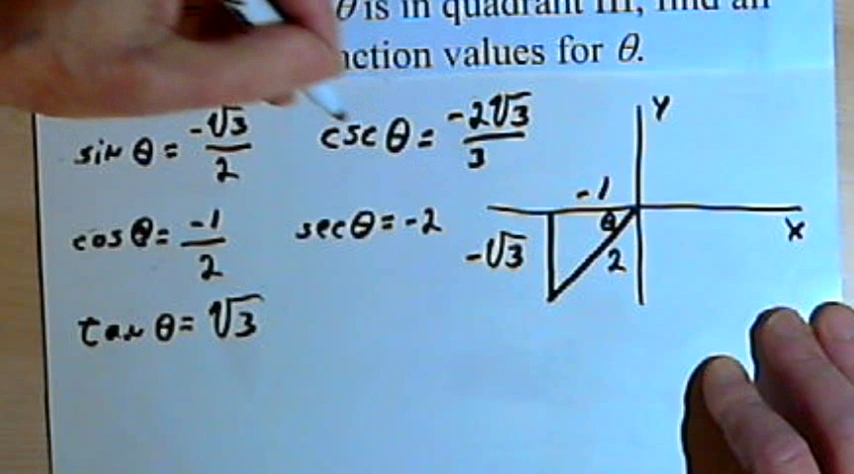 θ is in quadrant III, find all
nction values for θ.
sin θ = -√3/2
csc θ = -2√3/3
cos θ = -1/2
sec θ = -2
tan θ = √3
Y
-1
θ
X
-√3
2